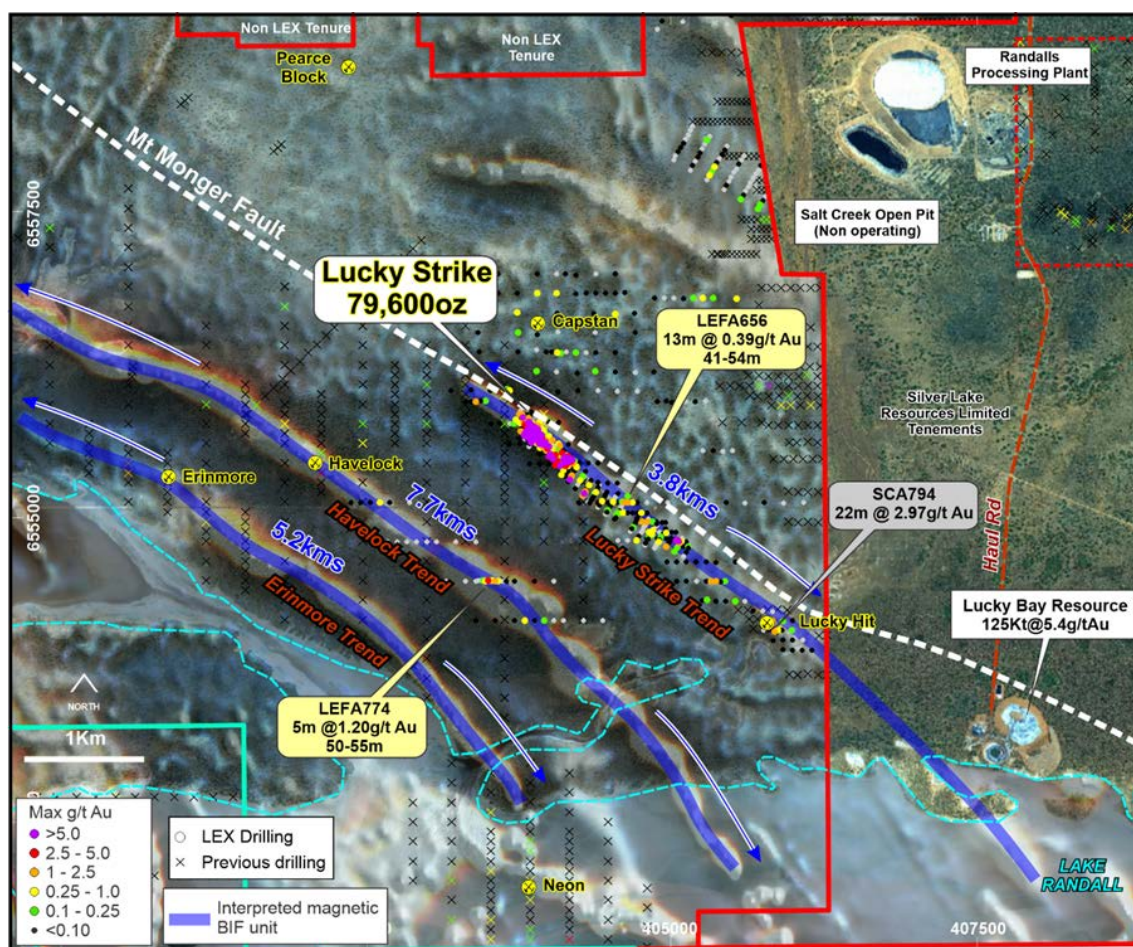 Non LEX Tenure
Non LEX
Tenure
Pearce
Block
Randalls
Processing Plant
Mt Monger Fault
6557500
Salt Creek Open Pit
(Non operating)
Lucky Strike
79,600oz
Capstan
LEFA656
13m @ 0.39g/t Au
41-54m
Silver Lake
Resources Limited
Tenements
Erinmore
Havelock
3.8kms
SCA794
22m @ 2.97g/t Au
6555000
7.7kms
5.2kms
Havelock Trend
Erinmore Trend
Lucky Strike Trend
Haul Rd
Lucky Hit
Lucky Bay Resource
125Kt@5.4g/tAu
LEFA774
5m @1.20g/t Au
50-55m
NORTH
1Km
Max g/t Au
>5.0
2.5 - 5.0
1 - 2.5
0.25 - 1.0
0.1 - 0.25
<0.10
LEX Drilling
Previous drilling
Interpreted magnetic
BIF unit
Neon
LAKE
RANDALL
405000
407500